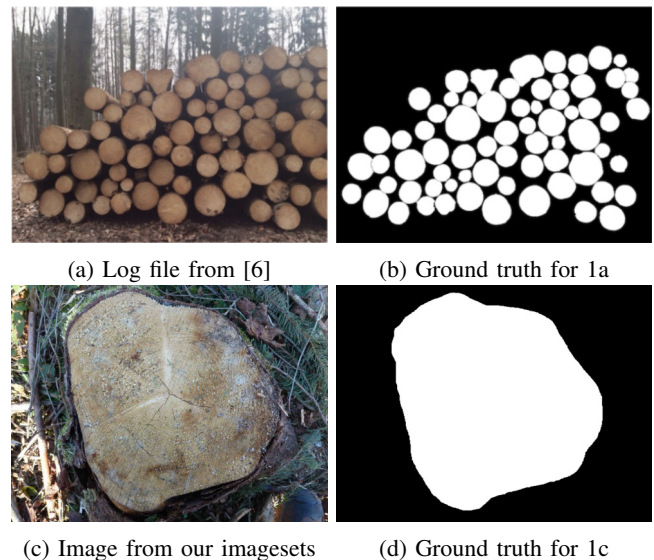 (a) Log file from [6]
(b) Ground truth for 1a
(c) Image from our imagesets
(d) Ground truth for 1c